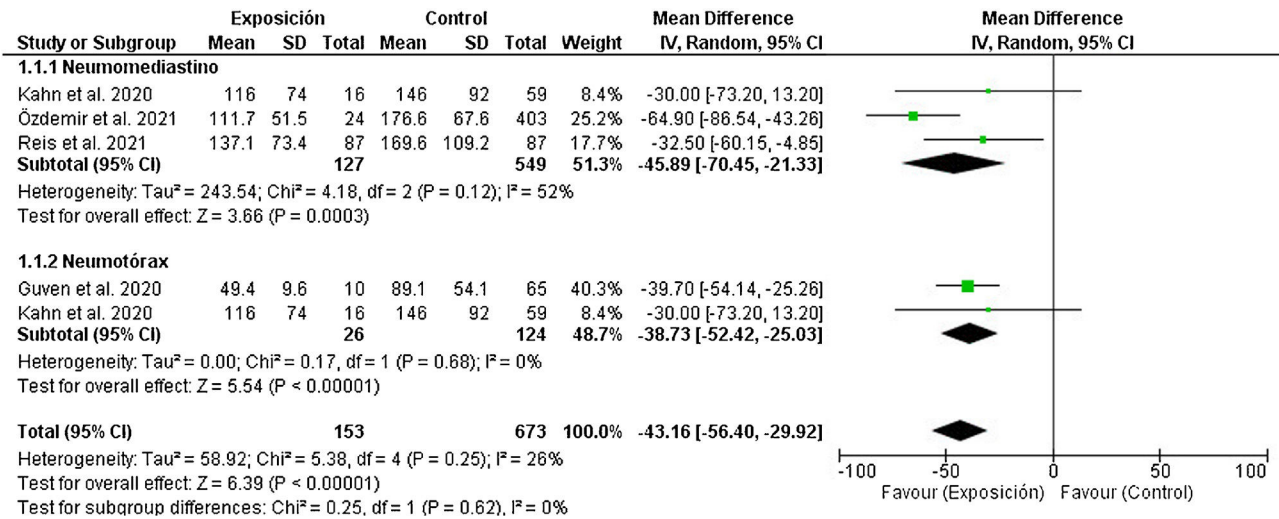 Exposición Control Mean Difference Mean Difference
Study or Subgroup Mean SD Total Mean SD Total Weight IV, Random, 95% CI IV, Random, 95% CI
1.1.1 Neumomediastino
Kahn et al. 2020 116 74 16 146 92 59 8.4% -30.00 [-73.20, 13.20]
Özdemir et al. 2021 111.7 51.5 24 176.6 67.6 403 25.2% -64.90 [-86.54, -43.26]
Reis et al. 2021 137.1 73.4 87 169.6 109.2 87 17.7% -32.50 [-60.15, -4.85]
Subtotal (95% CI) 127 549 51.3% -45.89 [-70.45, -21.33]
Heterogeneity: Tau² = 243.54; Chi² = 4.18, df = 2 (P = 0.12); I² = 52%
Test for overall effect: Z = 3.66 (P = 0.0003)
1.1.2 Neumotórax
Guven et al. 2020 49.4 9.6 10 89.1 54.1 65 40.3% -39.70 [-54.14, -25.26]
Kahn et al. 2020 116 74 16 146 92 59 8.4% -30.00 [-73.20, 13.20]
Subtotal (95% CI) 26 124 48.7% -38.73 [-52.42, -25.03]
Heterogeneity: Tau² = 0.00; Chi² = 0.17, df = 1 (P = 0.68); I² = 0%
Test for overall effect: Z = 5.54 (P < 0.00001)
Total (95% CI) 153 673 100.0% -43.16 [-56.40, -29.92]
Heterogeneity: Tau² = 58.92; Chi² = 5.38, df = 4 (P = 0.25); I² = 26%
Test for overall effect: Z = 6.39 (P < 0.00001)
Test for subgroup differences: Chi² = 0.25, df = 1 (P = 0.62), I² = 0%
-100 -50 0 50 100
Favour (Exposición) Favour (Control)